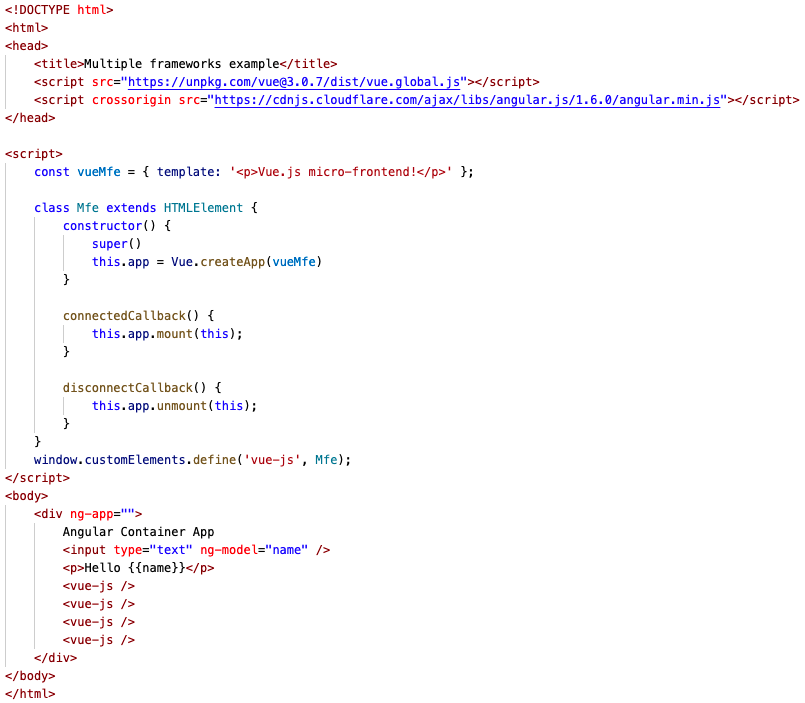 <!DOCTYPE html>
<html>
<head>
    <title>Multiple frameworks example</title>
    <script src="https://unpkg.com/vue@3.0.7/dist/vue.global.js"></script>
    <script crossorigin src="https://cdnjs.cloudflare.com/ajax/libs/angular.js/1.6.0/angular.min.js"></script>
</head>

<script>
    const vueMfe = { template: '<p>Vue.js micro-frontend!</p>' };

    class Mfe extends HTMLElement {
        constructor() {
            super()
            this.app = Vue.createApp(vueMfe)
        }

        connectedCallback() {
            this.app.mount(this);
        }

        disconnectCallback() {
            this.app.unmount(this);
        }
    }
    window.customElements.define('vue-js', Mfe);
</script>
<body>
    <div ng-app="">
        Angular Container App
        <input type="text" ng-model="name" />
        <p>Hello {{name}}</p>
        <vue-js />
        <vue-js />
        <vue-js />
        <vue-js />
    </div>
</body>
</html>